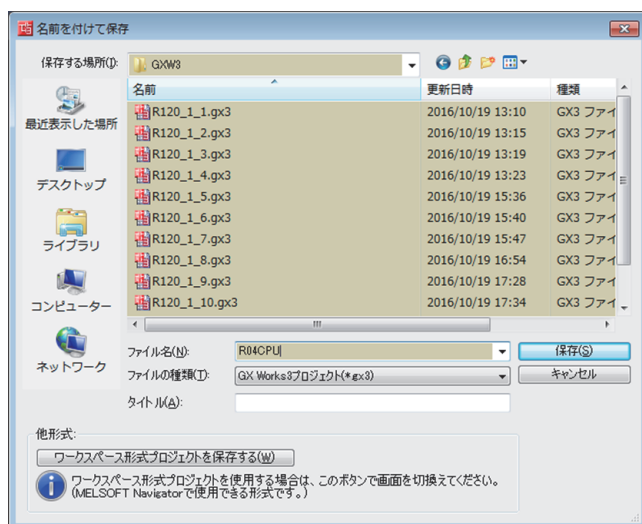 名前を付けて保存
保存する場所(I): GXW3
名前 更新日時 種類
R120_1_1.gx3 2016/10/19 13:10 GX3 ファイ
R120_1_2.gx3 2016/10/19 13:15 GX3 ファイ
R120_1_3.gx3 2016/10/19 13:19 GX3 ファイ
R120_1_4.gx3 2016/10/19 13:23 GX3 ファイ
R120_1_5.gx3 2016/10/19 15:36 GX3 ファイ
R120_1_6.gx3 2016/10/19 15:40 GX3 ファイ
R120_1_7.gx3 2016/10/19 15:47 GX3 ファイ
R120_1_8.gx3 2016/10/19 16:54 GX3 ファイ
R120_1_9.gx3 2016/10/19 17:28 GX3 ファイ
R120_1_10.gx3 2016/10/19 17:34 GX3 ファイ
最近表示した場所
デスクトップ
ライブラリ
コンピューター
ネットワーク
ファイル名(N): R04CPU 保存(S)
ファイルの種類(T): GX Works3プロジェクト(*gx3) キャンセル
タイトル(A):
他形式:
ワークスペース形式プロジェクトを保存する(W)
ワークスペース形式プロジェクトを使用する場合は、このボタンで画面を切換えてください。
(MELSOFT Navigatorで使用できる形式です。)